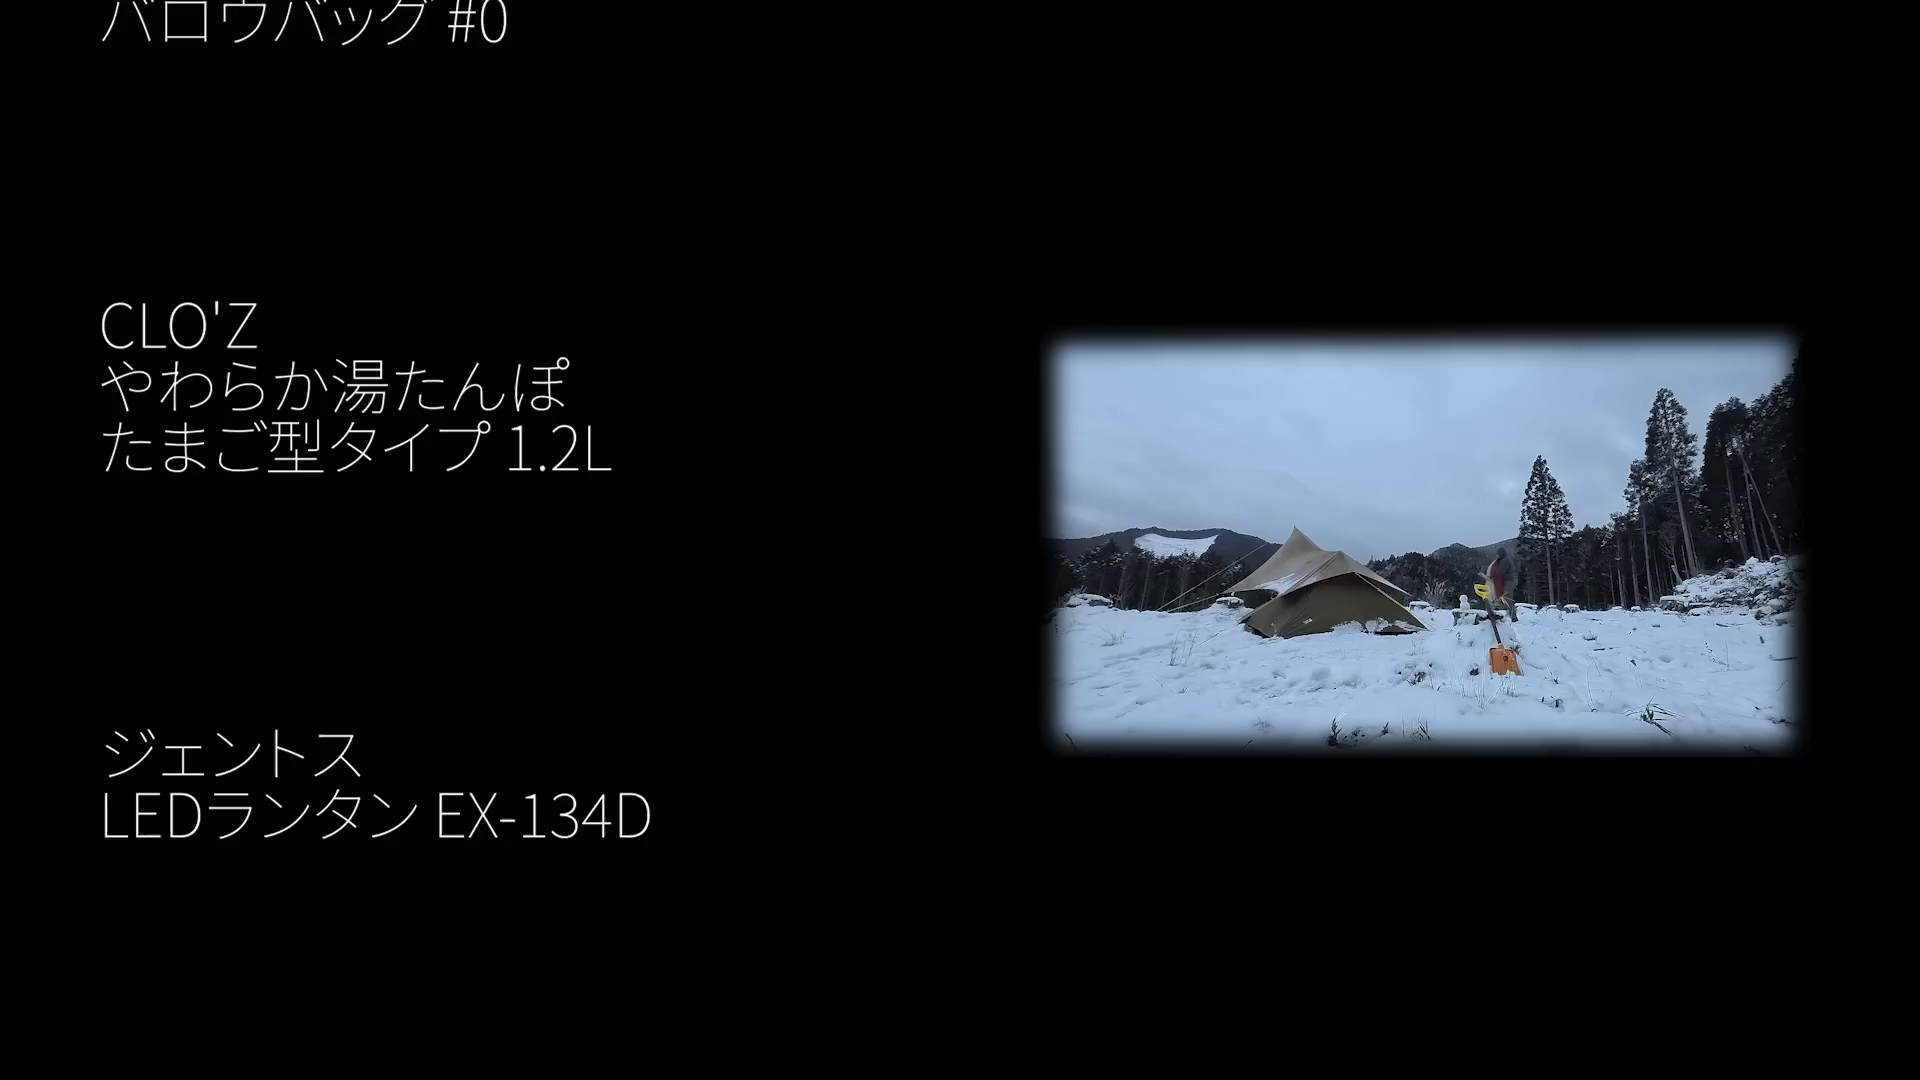 バロウバッグ #0
CLO'Z
やわらか湯たんぽ
たまご型タイプ 1.2L
ジェントス
LEDランタン EX-134D